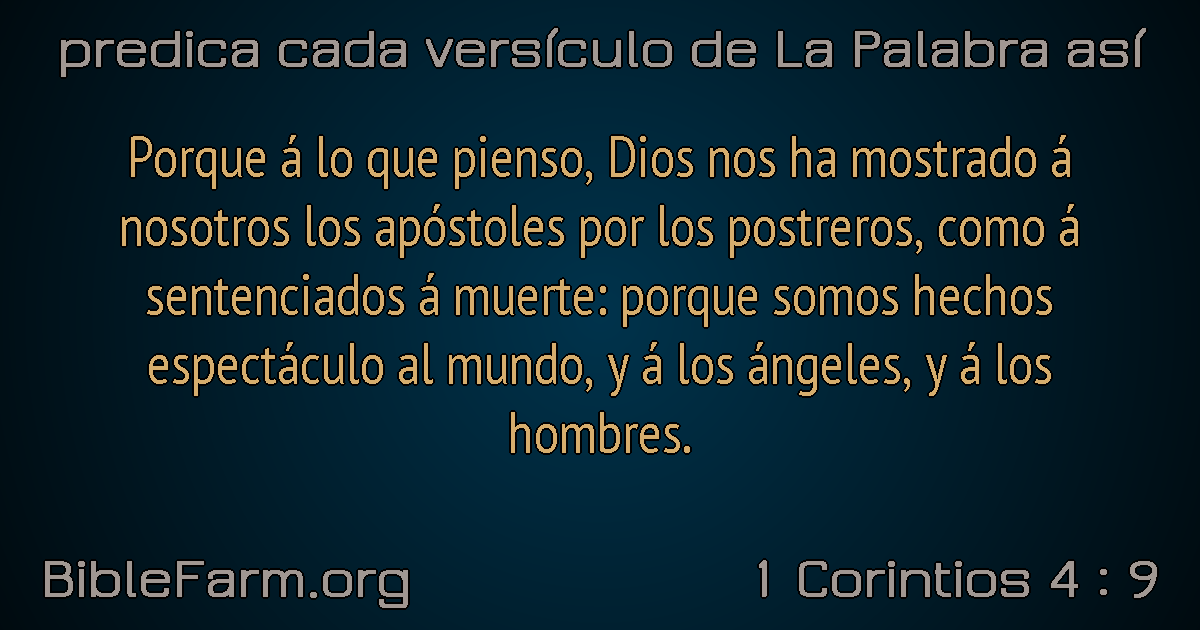 predica cada versículo de La Palabra así
Porque á lo que pienso, Dios nos ha mostrado á
nosotros los apóstoles por los postreros, como á
sentenciados á muerte: porque somos hechos
espectáculo al mundo, y á los ángeles, y á los
hombres.
BibleFarm.org
1 Corintios 4 : 9